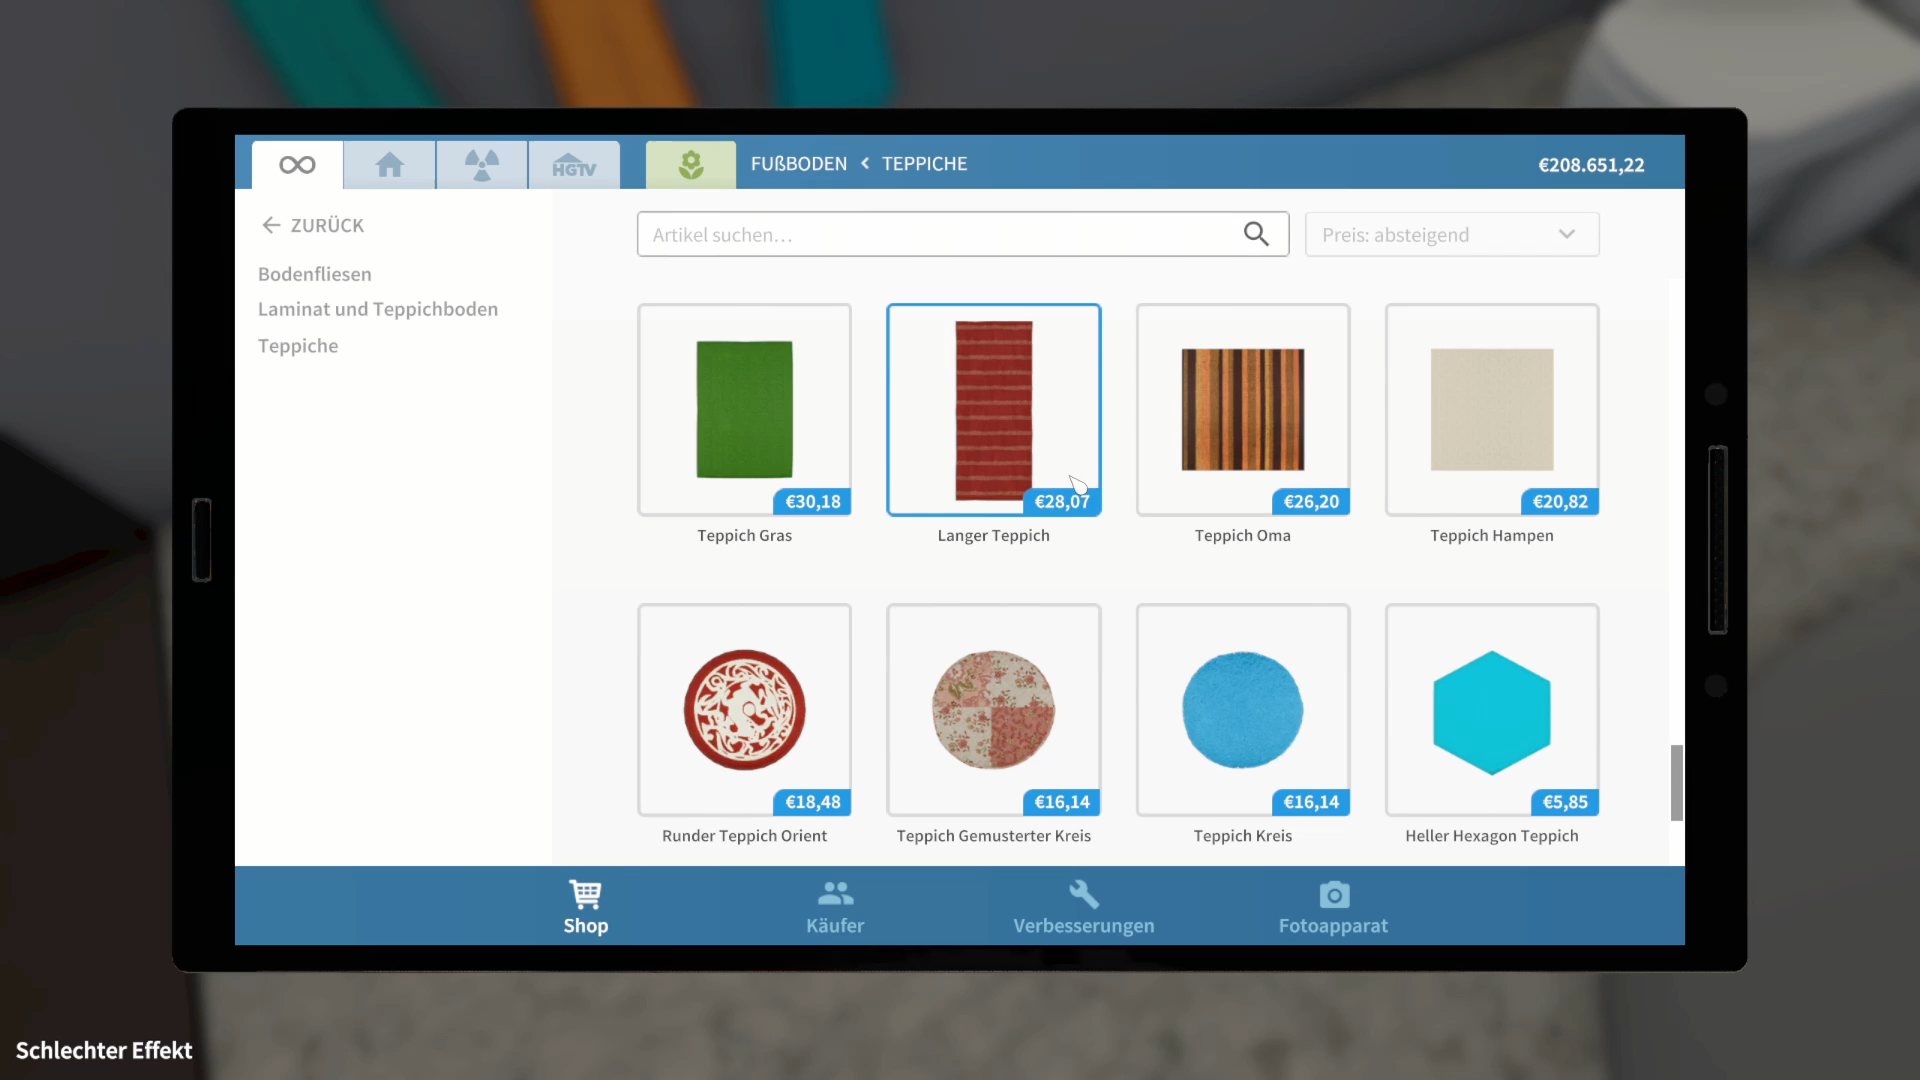 HGTV
FUẞBODEN < TEPPICHE
€208.651,22
ZURÜCK
Artikel suchen...
Preis: absteigend
Bodenfliesen
Laminat und Teppichboden
Teppiche
€30,18
€28,07
€26,20
€20,82
Teppich Gras
Langer Teppich
Teppich Oma
Teppich Hampen
€18,48
€16,14
€16,14
€5,85
Runder Teppich Orient
Teppich Gemusterter Kreis
Teppich Kreis
Heller Hexagon Teppich
Shop
Käufer
Verbesserungen
Fotoapparat
Schlechter Effekt